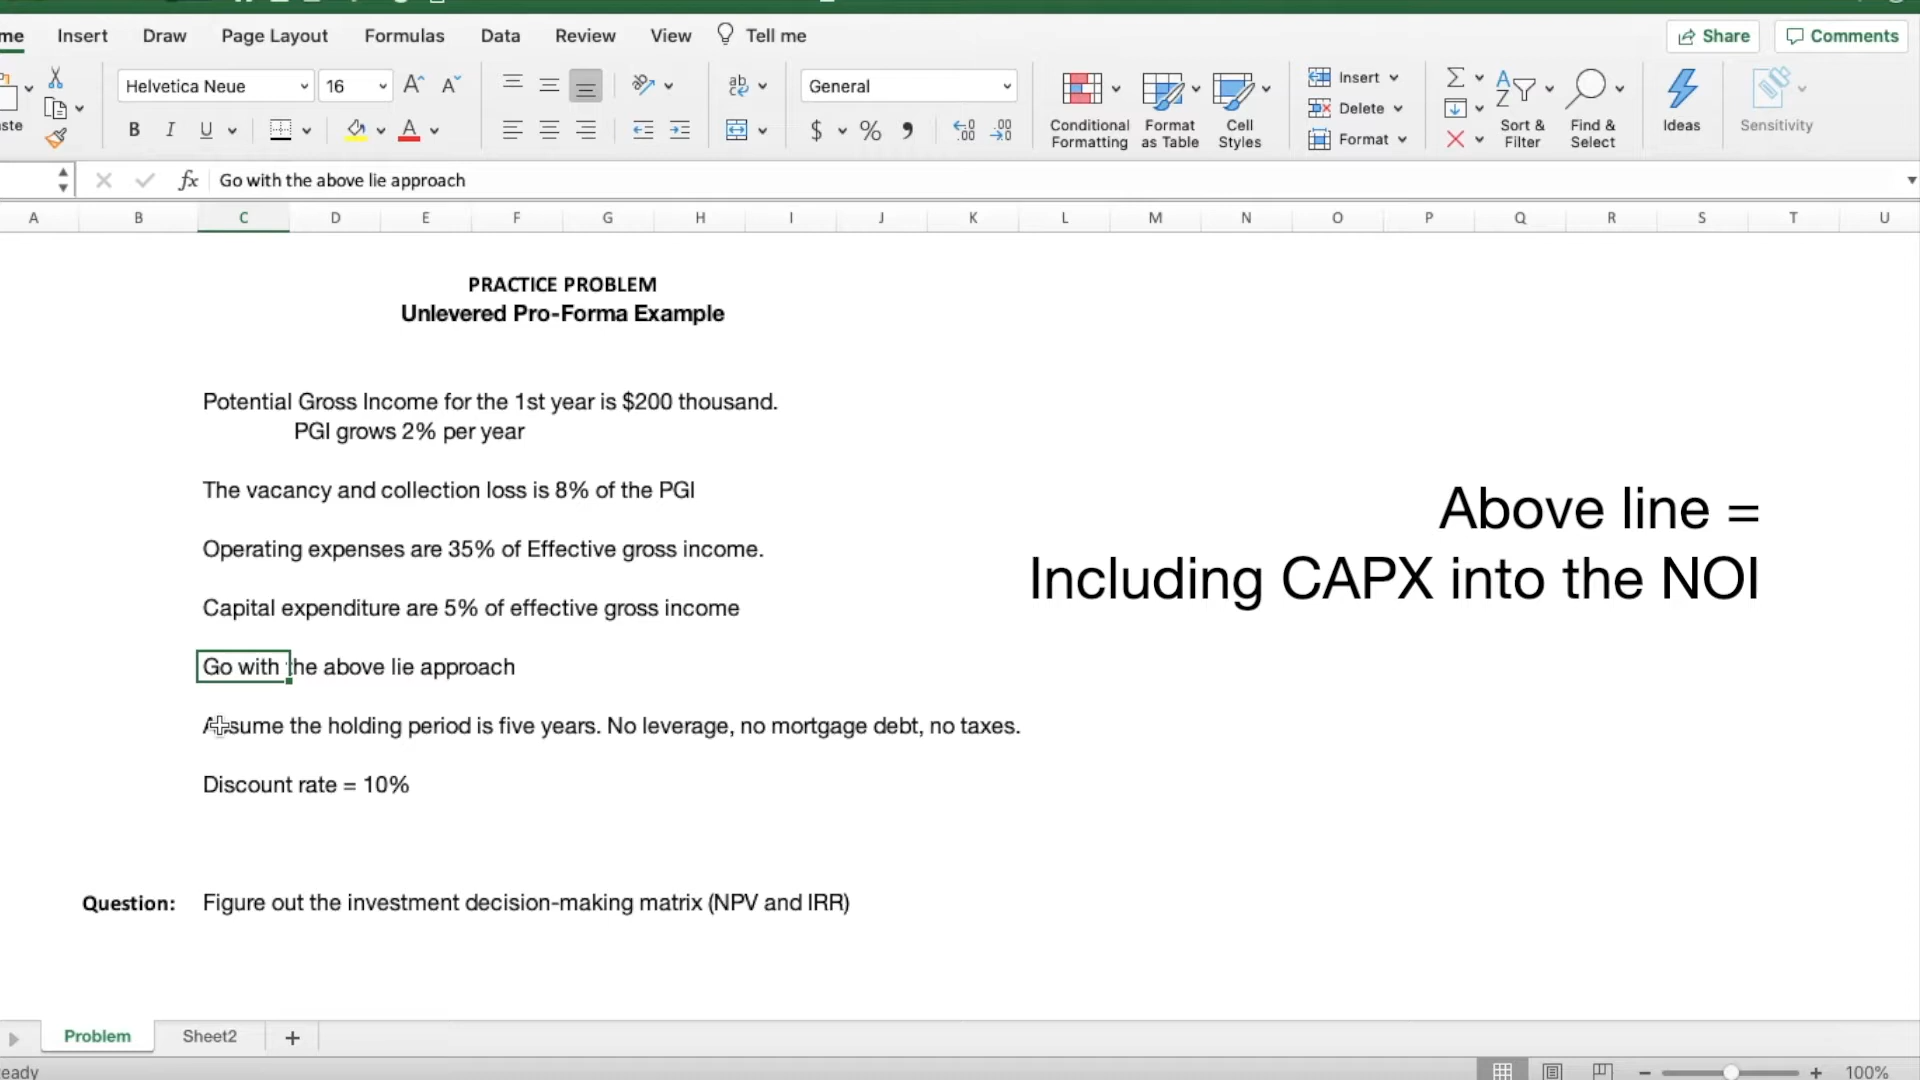 me Insert Draw Page Layout Formulas Data Review View Tell me Share Comments
Helvetica Neue 16 A^ A˅ ab General Insert Σ A
ste Delete Z
B I U A $ % 9 .00 .00 Conditional Format Cell Format Sort & Find & Ideas Sensitivity
Formatting as Table Styles Filter Select
fx Go with the above lie approach
A B C D E F G H I J K L M N O P Q R S T U
PRACTICE PROBLEM
Unlevered Pro-Forma Example
Potential Gross Income for the 1st year is $200 thousand.
PGI grows 2% per year
The vacancy and collection loss is 8% of the PGI
Above line =
Operating expenses are 35% of Effective gross income.
Including CAPX into the NOI
Capital expenditure are 5% of effective gross income
Go with the above lie approach
Assume the holding period is five years. No leverage, no mortgage debt, no taxes.
Discount rate = 10%
Question: Figure out the investment decision-making matrix (NPV and IRR)
Problem Sheet2 +
eady − + 100%